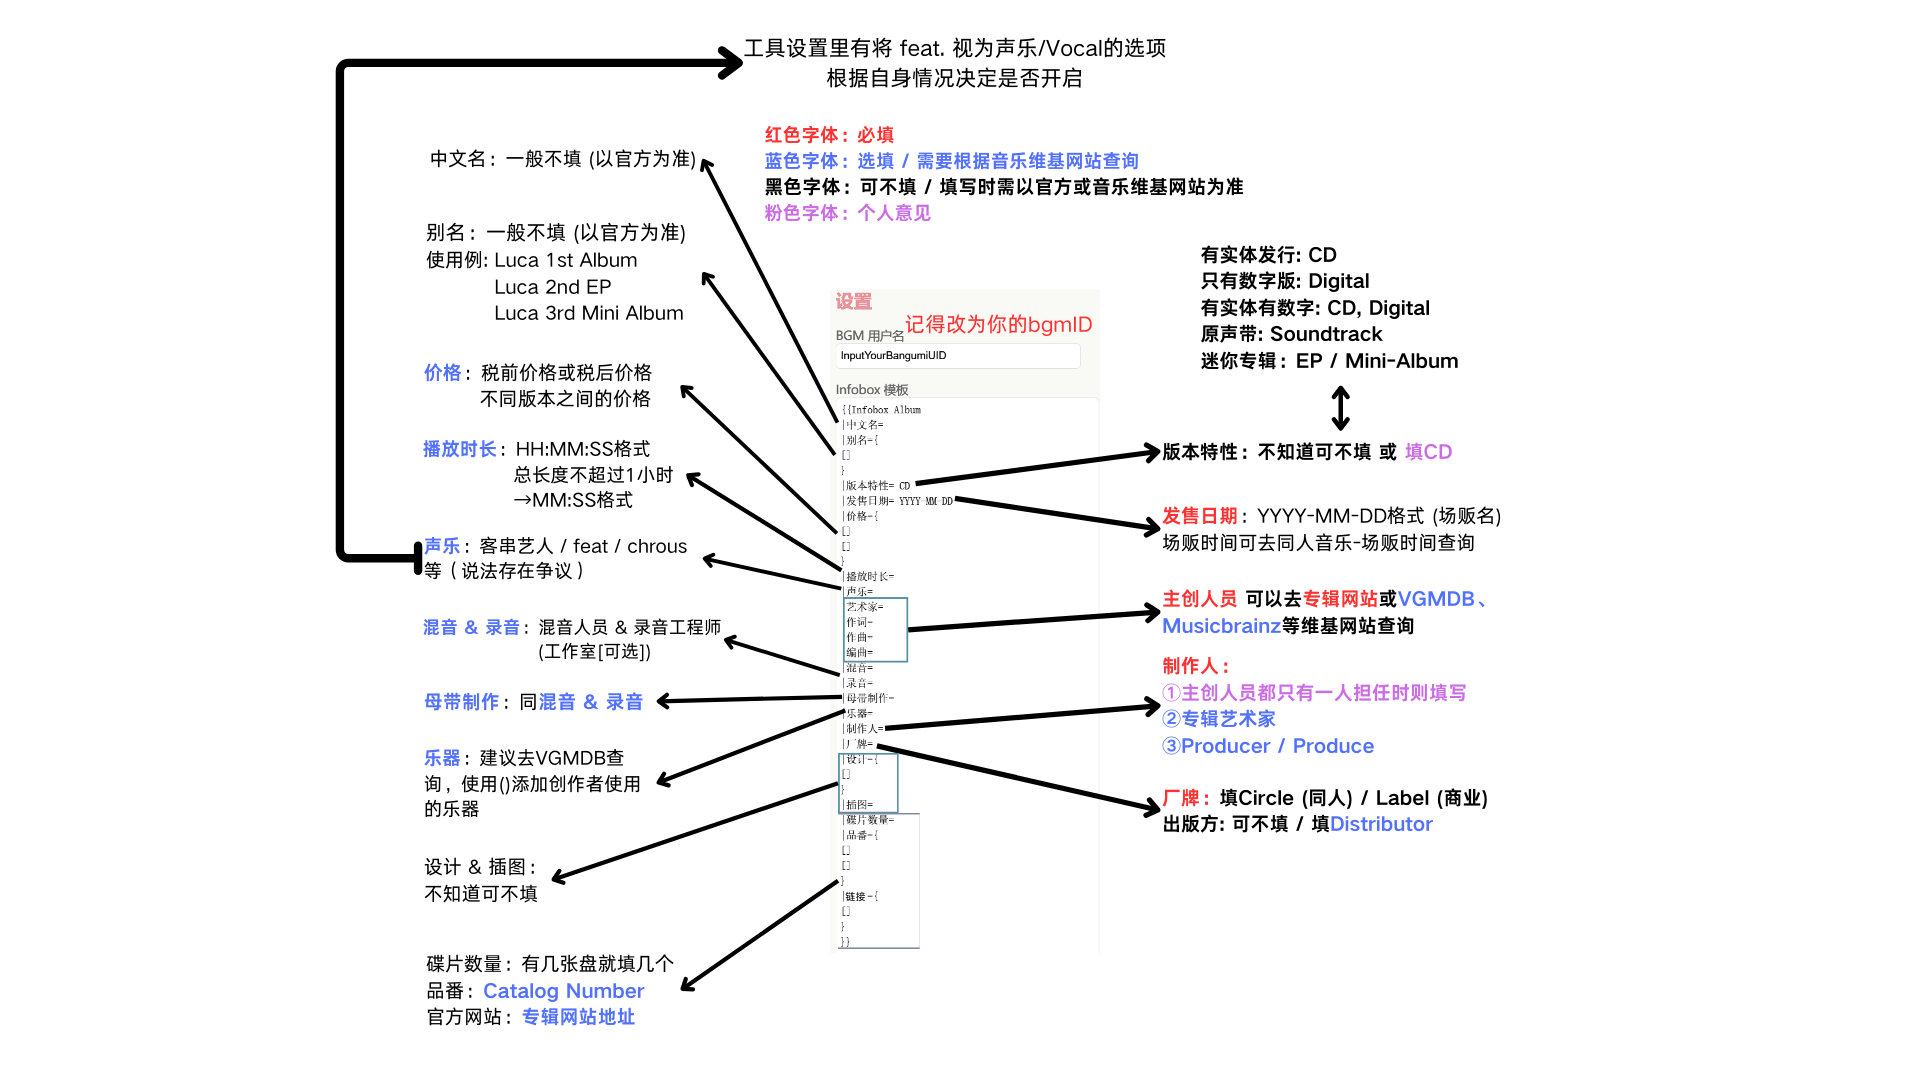 工具设置里有将 feat. 视为声乐/Vocal的选项
根据自身情况决定是否开启
红色字体：必填
蓝色字体：选填 / 需要根据音乐维基网站查询
黑色字体：可不填 / 填写时需以官方或音乐维基网站为准
粉色字体：个人意见
中文名：一般不填 (以官方为准)
别名：一般不填 (以官方为准)
使用例: Luca 1st Album
Luca 2nd EP
Luca 3rd Mini Album
价格：税前价格或税后价格
不同版本之间的价格
播放时长：HH:MM:SS格式
总长度不超过1小时
→MM:SS格式
声乐：客串艺人 / feat / chrous
等（说法存在争议）
混音 & 录音：混音人员 & 录音工程师
(工作室[可选])
母带制作：同混音 & 录音
乐器：建议去VGMDB查
询，使用()添加创作者使用
的乐器
设计 & 插图：
不知道可不填
碟片数量：有几张盘就填几个
品番：Catalog Number
官方网站：专辑网站地址
设置
记得改为你的bgmID
BGM 用户名
InputYourBangumiUID
Infobox 模板
{{Infobox Album
|中文名=
|别名={
[]
}
|版本特性= CD
|发售日期= YYYY-MM-DD
|价格={
[]
[]
}
|播放时长=
|声乐=
艺术家=
作词=
作曲=
编曲=
|混音=
|录音=
|母带制作=
|乐器=
|制作人=
|厂牌=
|设计={
[]
}
|插图=
|碟片数量=
|品番={
[]
[]
}
|链接={
[]
}
}}
有实体发行: CD
只有数字版: Digital
有实体有数字: CD, Digital
原声带: Soundtrack
迷你专辑：EP / Mini-Album
版本特性：不知道可不填 或 填CD
发售日期：YYYY-MM-DD格式 (场贩名)
场贩时间可去同人音乐-场贩时间查询
主创人员 可以去专辑网站或VGMDB、
Musicbrainz等维基网站查询
制作人：
①主创人员都只有一人担任时则填写
②专辑艺术家
③Producer / Produce
厂牌：填Circle (同人) / Label (商业)
出版方: 可不填 / 填Distributor